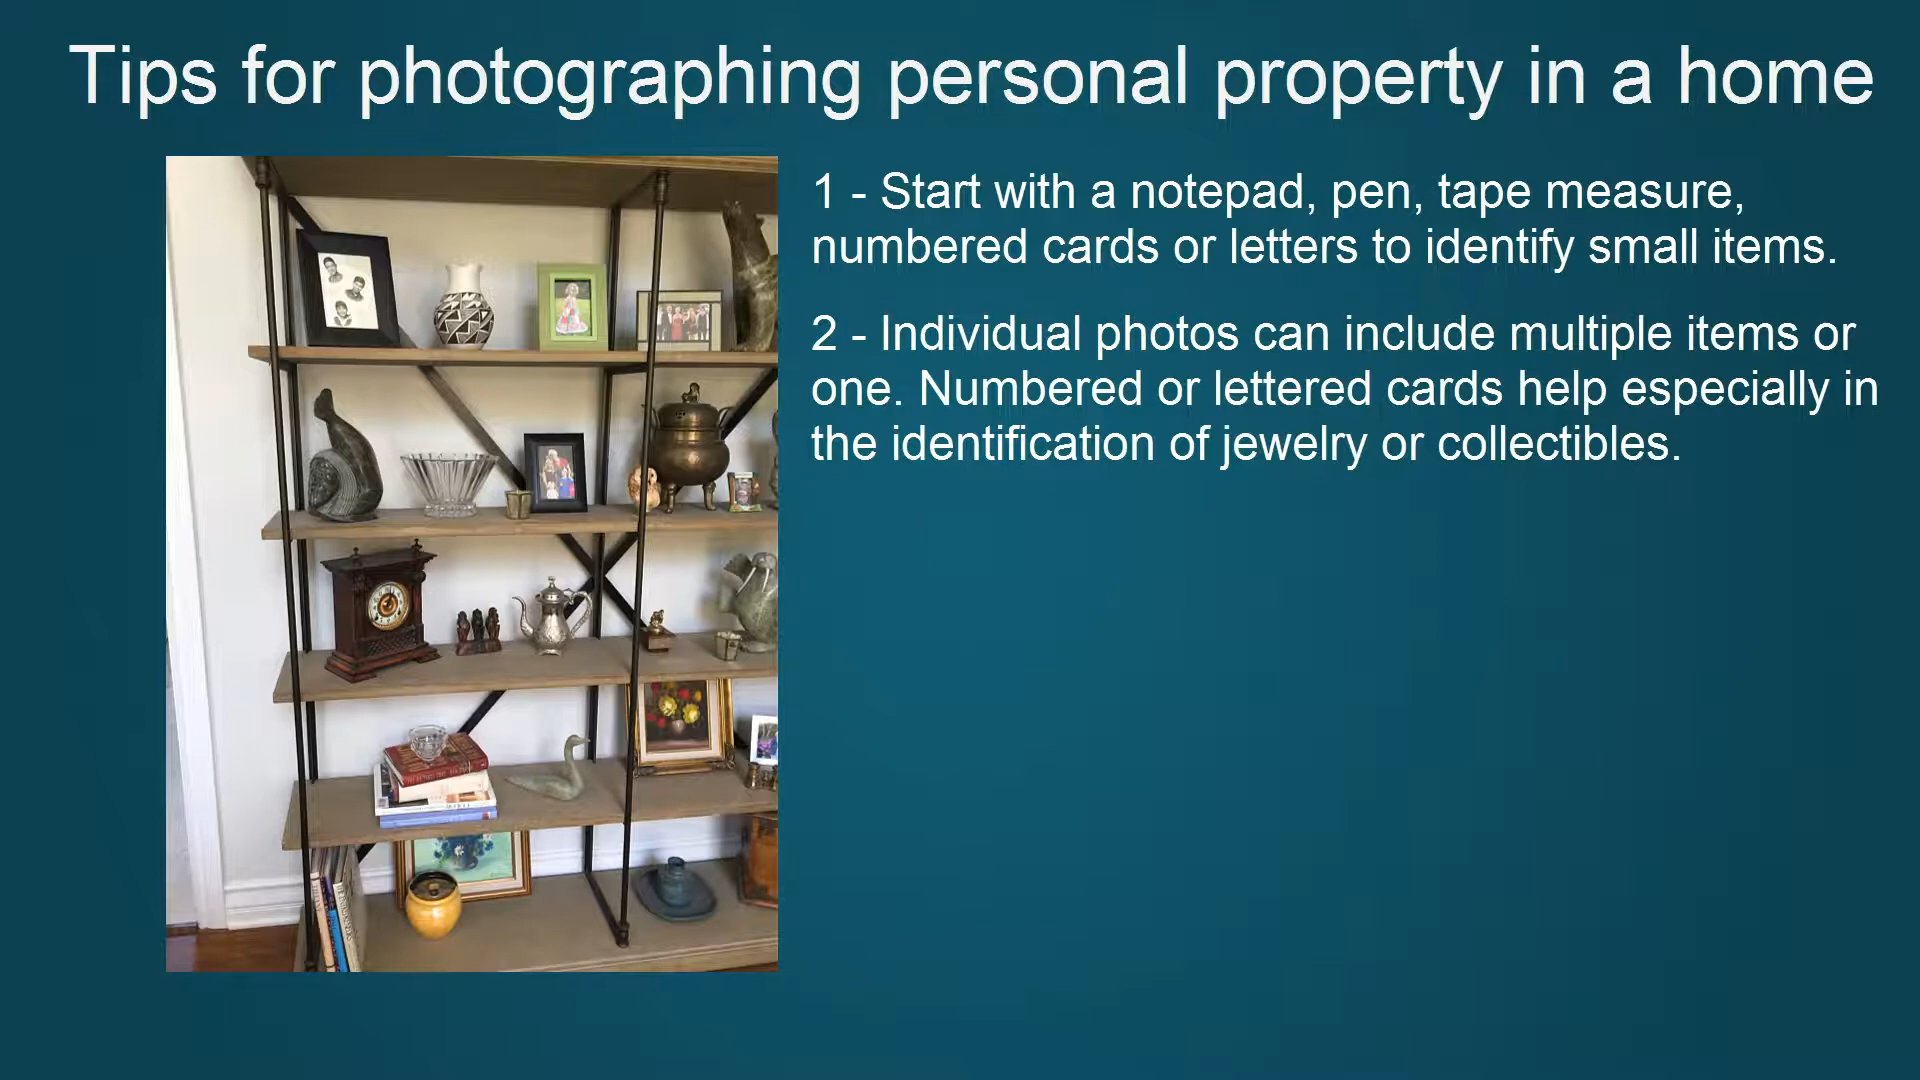 Tips for photographing personal property in a home
1 - Start with a notepad, pen, tape measure,
numbered cards or letters to identify small items.
2 - Individual photos can include multiple items or
one. Numbered or lettered cards help especially in
the identification of jewelry or collectibles.